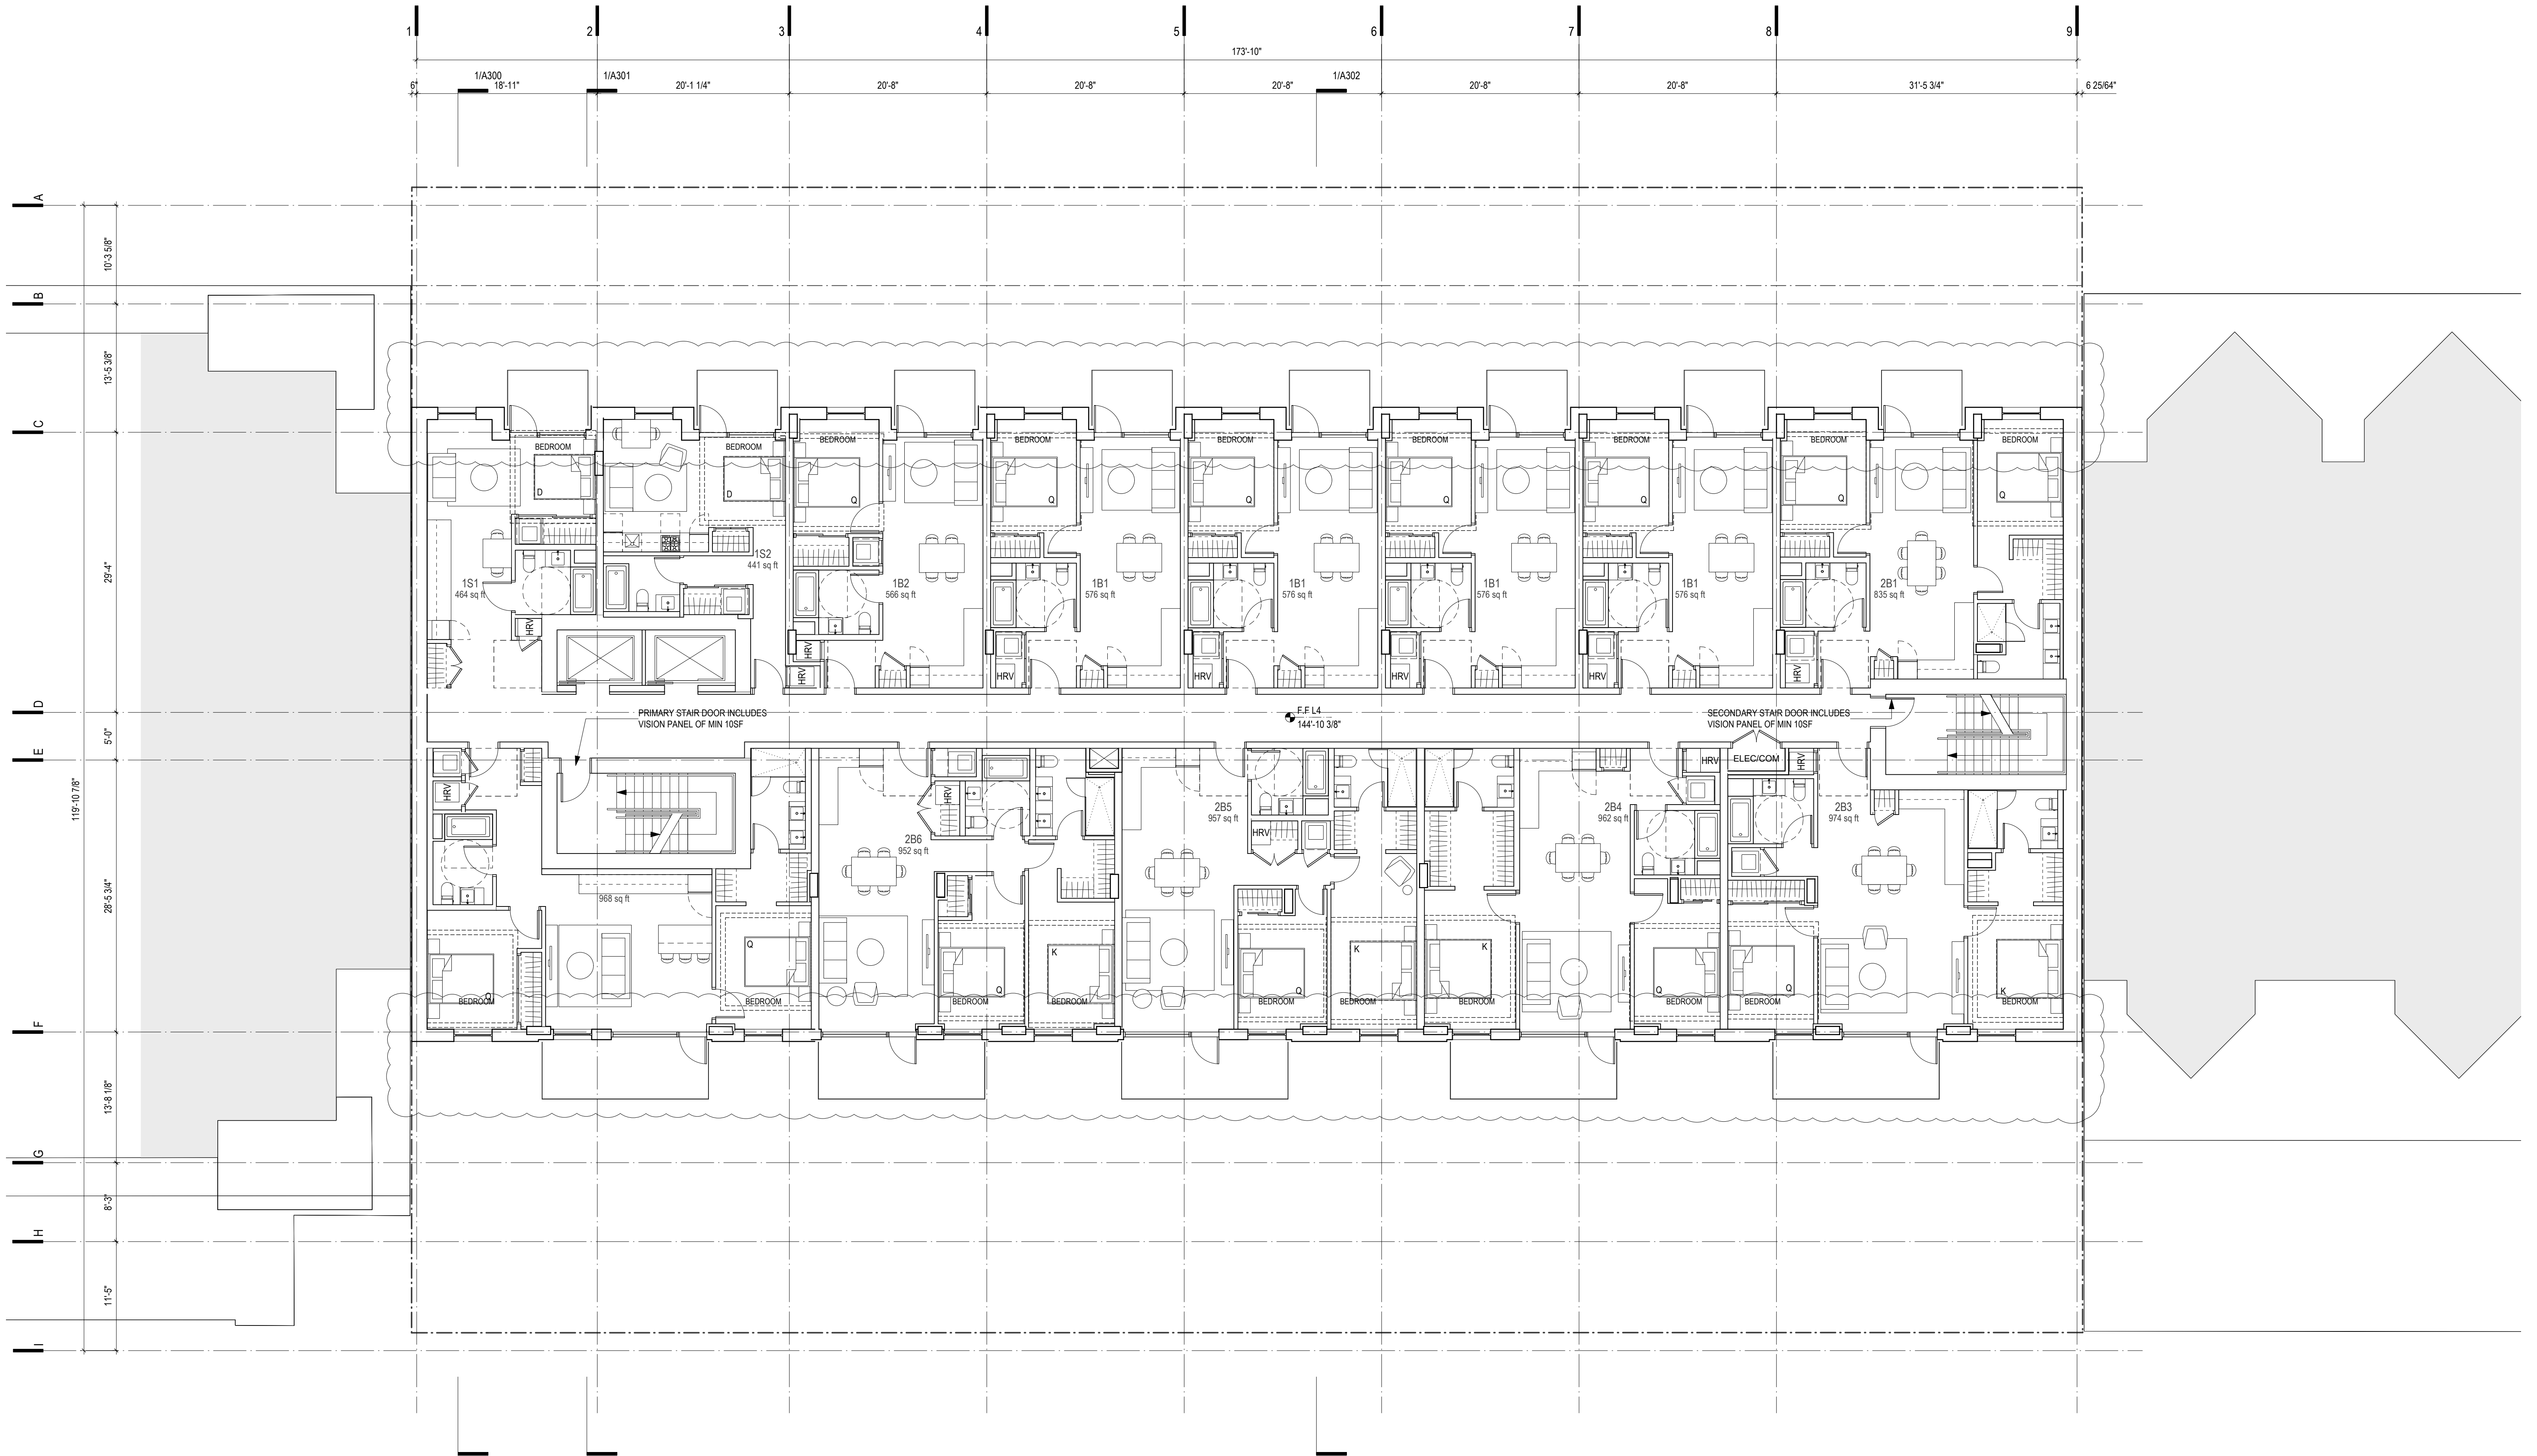 1
2
3
4
5
6
7
8
9
173'-10"
1/A300
1/A301
1/A302
6"
18'-11"
20'-1 1/4"
20'-8"
20'-8"
20'-8"
20'-8"
20'-8"
31'-5 3/4"
6 25/64"
A
10'-3 5/8"
B
13'-5 3/8"
C
29'-4"
D
5'-0"
E
119'-10 7/8"
28'-5 3/4"
F
13'-8 1/8"
G
8'-3"
H
11'-5"
I
BEDROOM
D
1S1
464 sq ft
HRV
BEDROOM
D
1S2
441 sq ft
HRV
BEDROOM
Q
1B2
566 sq ft
HRV
BEDROOM
Q
1B1
576 sq ft
HRV
BEDROOM
Q
1B1
576 sq ft
HRV
BEDROOM
Q
1B1
576 sq ft
HRV
BEDROOM
Q
1B1
576 sq ft
HRV
BEDROOM
Q
2B1
835 sq ft
HRV
BEDROOM
Q
PRIMARY STAIR DOOR INCLUDES
VISION PANEL OF MIN 10SF
F.F L4
144'-10 3/8"
SECONDARY STAIR DOOR INCLUDES
VISION PANEL OF MIN 10SF
HRV
968 sq ft
Q
BEDROOM
Q
BEDROOM
HRV
2B6
952 sq ft
Q
BEDROOM
K
BEDROOM
2B5
957 sq ft
HRV
Q
BEDROOM
K
BEDROOM
K
BEDROOM
2B4
962 sq ft
HRV
Q
BEDROOM
ELEC/COM
HRV
2B3
974 sq ft
Q
BEDROOM
K
BEDROOM